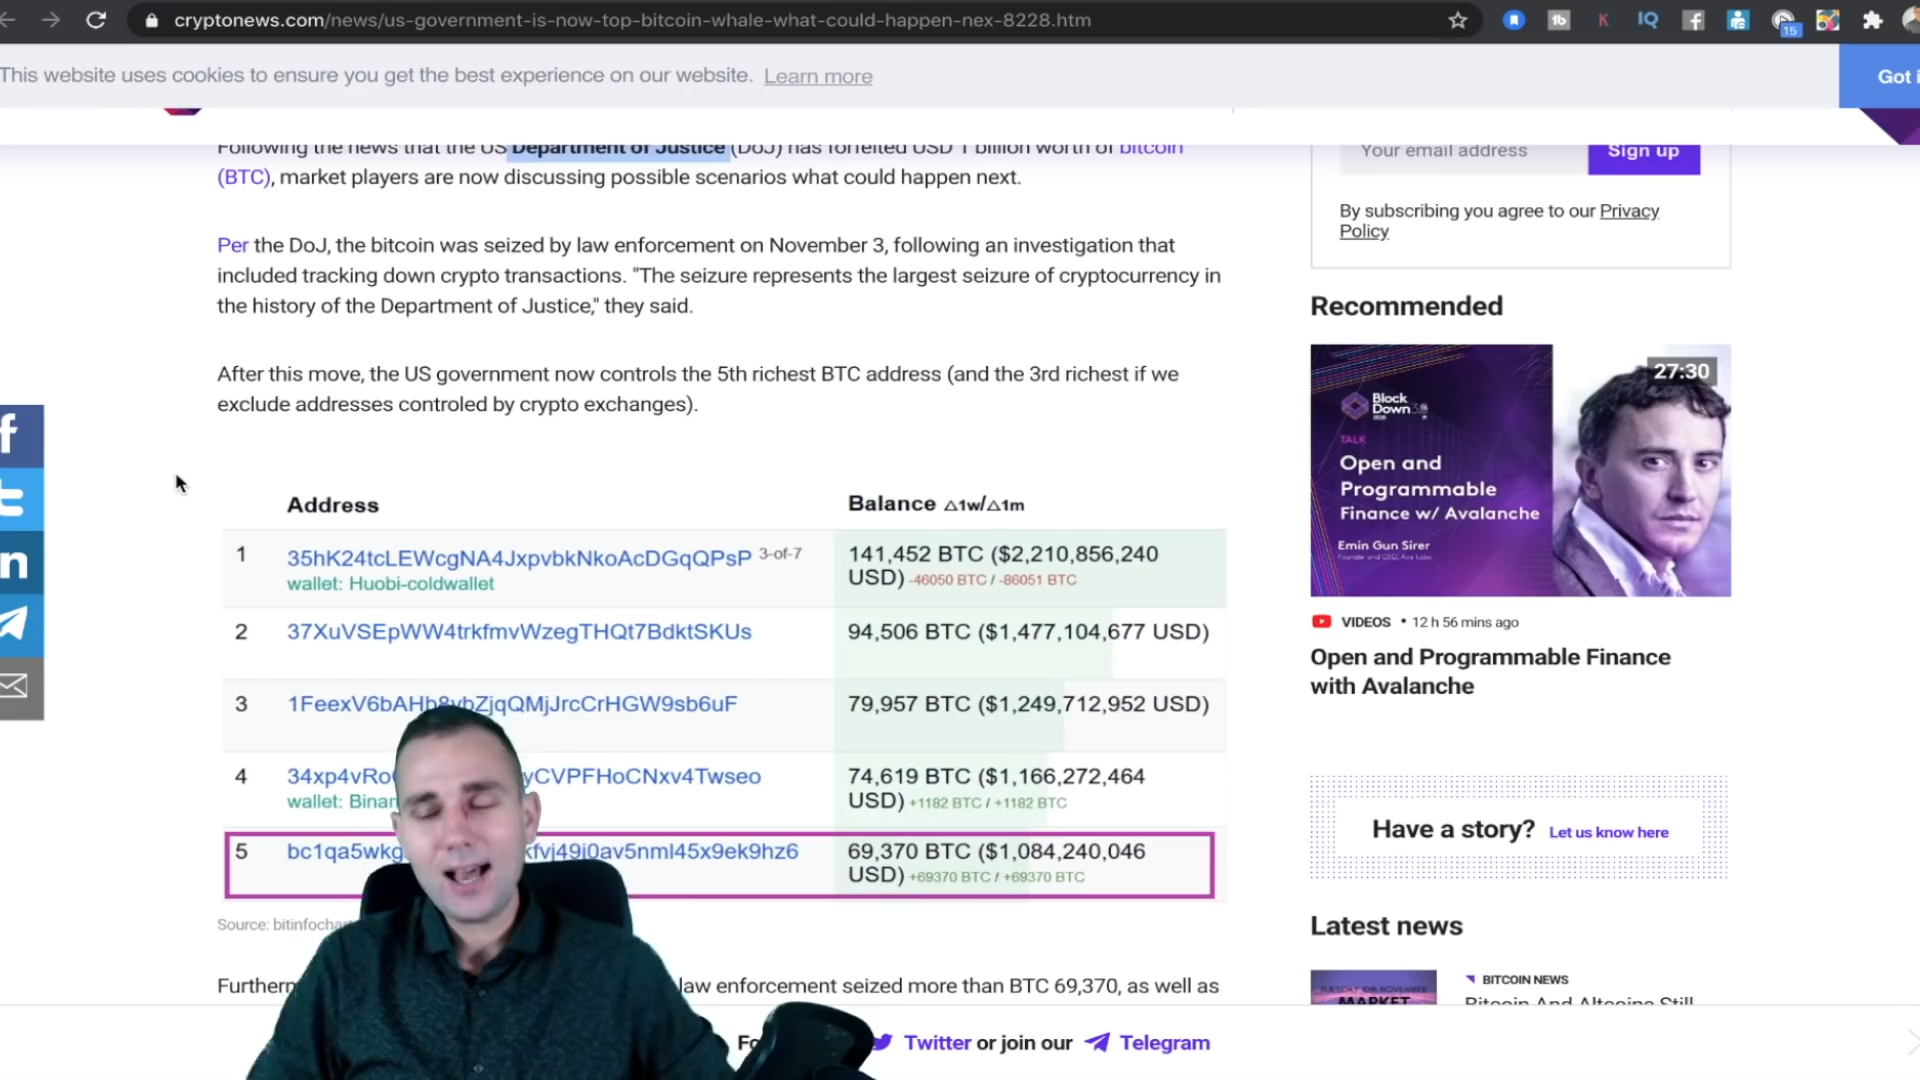 cryptonews.com/news/us-government-is-now-top-bitcoin-whale-what-could-happen-nex-8228.htm
15
This website uses cookies to ensure you get the best experience on our website. Learn more
Got i
Following the news that the US Department of Justice (DoJ) has forfeited USD 1 billion worth of bitcoin
(BTC), market players are now discussing possible scenarios what could happen next.
Per the DoJ, the bitcoin was seized by law enforcement on November 3, following an investigation that
included tracking down crypto transactions. "The seizure represents the largest seizure of cryptocurrency in
the history of the Department of Justice," they said.
After this move, the US government now controls the 5th richest BTC address (and the 3rd richest if we
exclude addresses controled by crypto exchanges).
Address
Balance △1w/△1m
1
35hK24tcLEWcgNA4JxpvbkNkoAcDGqQPsP 3-of-7
wallet: Huobi-coldwallet
141,452 BTC ($2,210,856,240
USD) -46050 BTC / -86051 BTC
2
37XuVSEpWW4trkfmvWzegTHQt7BdktSKUs
94,506 BTC ($1,477,104,677 USD)
3
1FeexV6bAHb8ybZjqQMjJrcCrHGW9sb6uF
79,957 BTC ($1,249,712,952 USD)
4
34xp4vRo yCVPFHoCNxv4Twseo
wallet: Binan
74,619 BTC ($1,166,272,464
USD) +1182 BTC / +1182 BTC
5
bc1qa5wkg kfvj49j0av5nml45x9ek9hz6
69,370 BTC ($1,084,240,046
USD) +69370 BTC / +69370 BTC
Source: bitinfochar
Furthern law enforcement seized more than BTC 69,370, as well as
Fo Twitter or join our Telegram
Your email address
Sign up
By subscribing you agree to our Privacy
Policy
Recommended
27:30
Block
Down 3.0
TALK
Open and
Programmable
Finance w/ Avalanche
Emin Gun Sirer
Founder and CEO, Ava Labs
VIDEOS • 12 h 56 mins ago
Open and Programmable Finance
with Avalanche
Have a story? Let us know here
Latest news
TUESDAY 10th NOVEMBER
MARKET
BITCOIN NEWS
Bitcoin And Altcoins Still